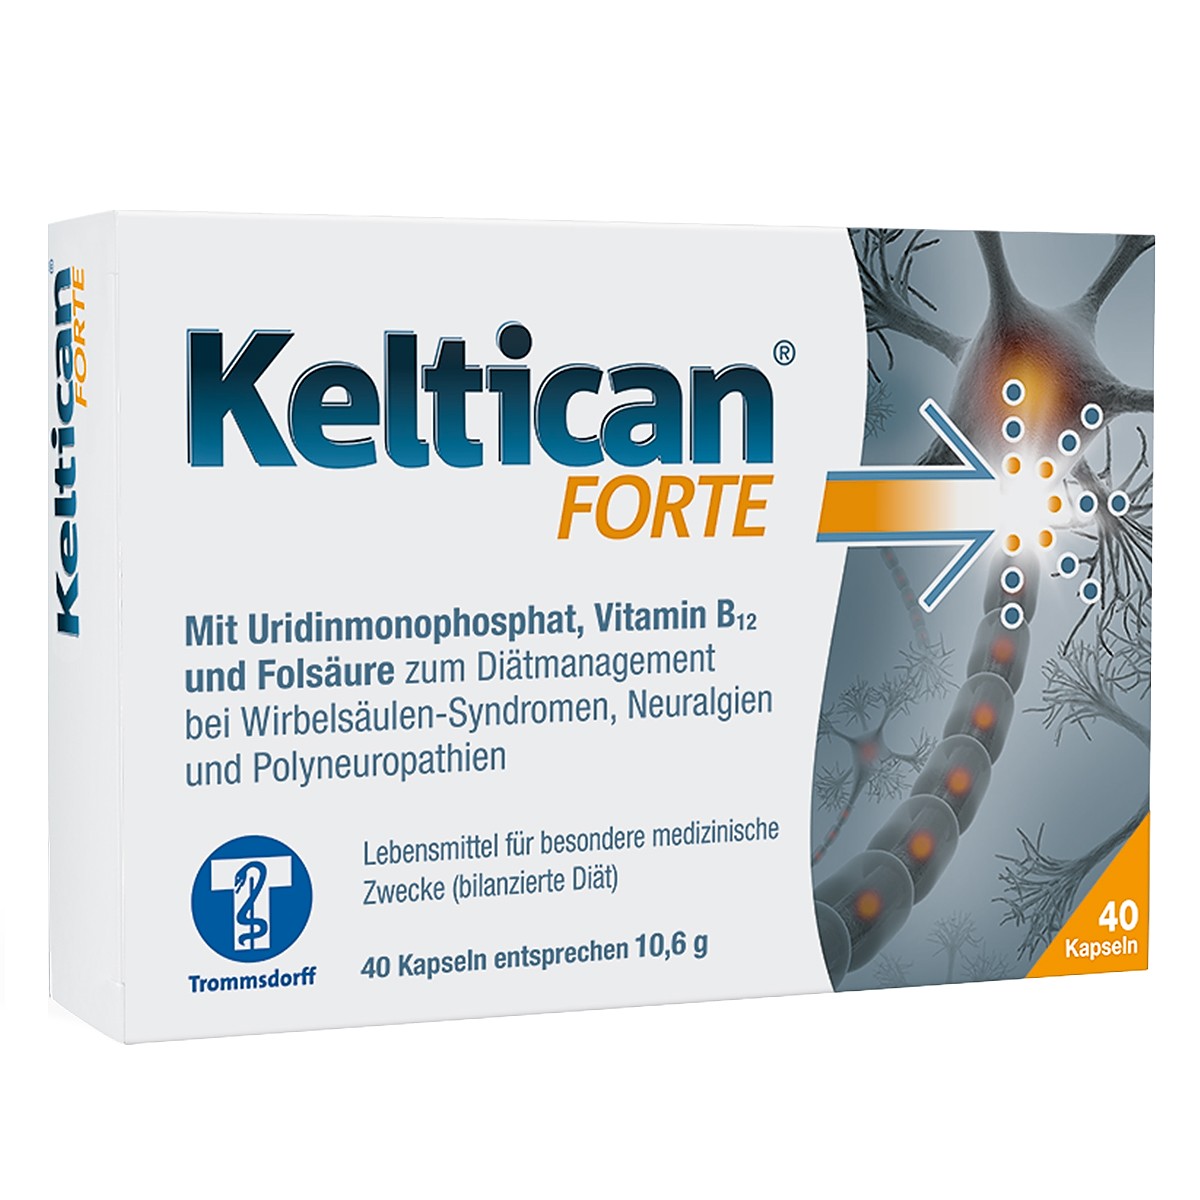 Keltican®
FORTE
Keltican®
FORTE
Mit Uridinmonophosphat, Vitamin B₁₂
und Folsäure zum Diätmanagement
bei Wirbelsäulen-Syndromen, Neuralgien
und Polyneuropathien
Lebensmittel für besondere medizinische
Zwecke (bilanzierte Diät)
40 Kapseln entsprechen 10,6 g
T
Trommsdorff
40
Kapseln